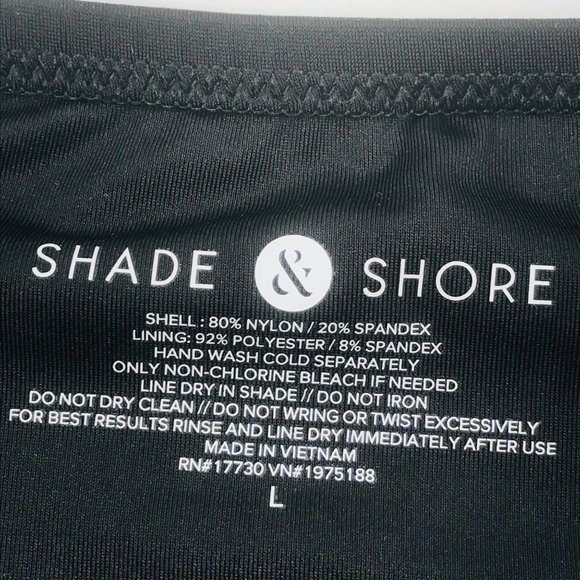 SHADE & SHORE
SHELL : 80% NYLON / 20% SPANDEX
LINING: 92% POLYESTER / 8% SPANDEX
HAND WASH COLD SEPARATELY
ONLY NON-CHLORINE BLEACH IF NEEDED
LINE DRY IN SHADE // DO NOT IRON
DO NOT DRY CLEAN // DO NOT WRING OR TWIST EXCESSIVELY
FOR BEST RESULTS RINSE AND LINE DRY IMMEDIATELY AFTER USE
MADE IN VIETNAM
RN#17730 VN#1975188
L